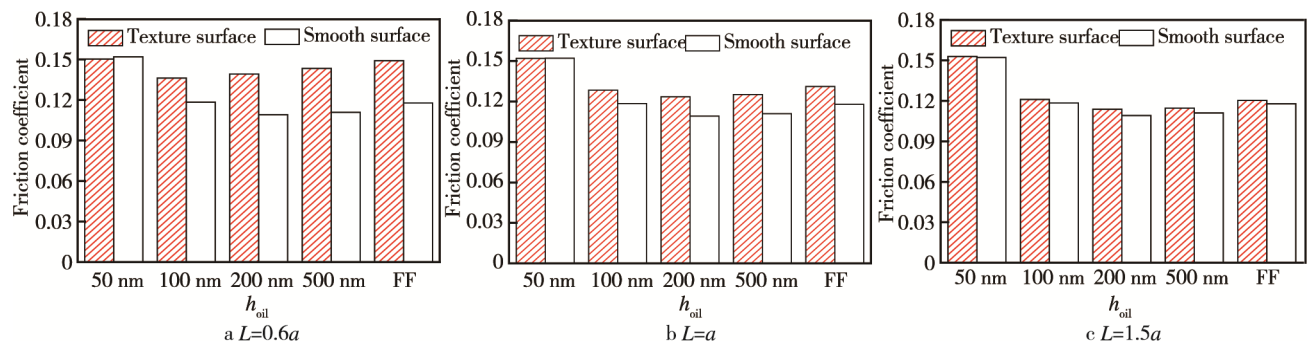 Friction coefficient
0.18
0.15
0.12
0.09
0.06
0.03
0
Texture surface
Smooth surface
50 nm
100 nm
200 nm
500 nm
FF
h_oil
a L=0.6a
Friction coefficient
0.18
0.15
0.12
0.09
0.06
0.03
0
Texture surface
Smooth surface
50 nm
100 nm
200 nm
500 nm
FF
h_oil
b L=a
Friction coefficient
0.18
0.15
0.12
0.09
0.06
0.03
0
Texture surface
Smooth surface
50 nm
100 nm
200 nm
500 nm
FF
h_oil
c L=1.5a